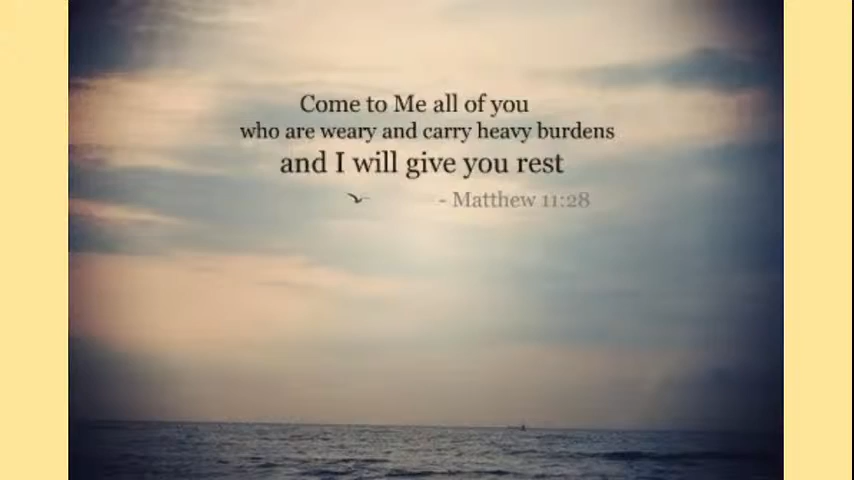 Come to Me all of you
who are weary and carry heavy burdens
and I will give you rest
- Matthew 11:28